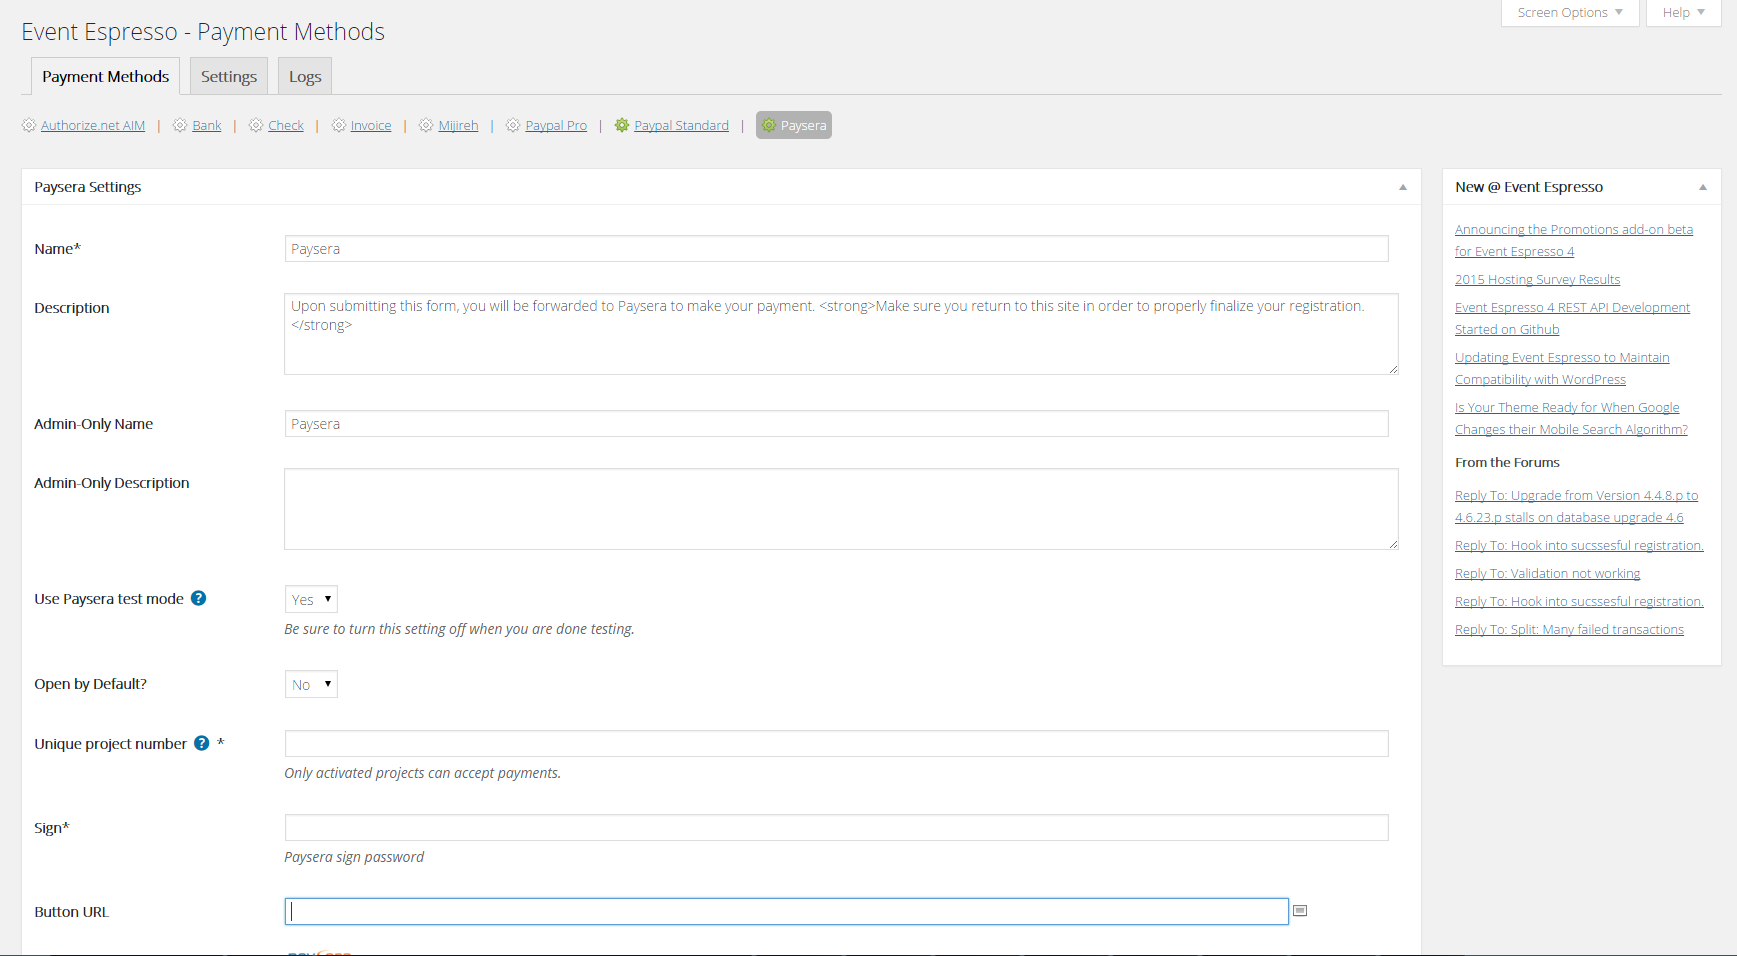 Screen Options
Help
Event Espresso - Payment Methods
Payment Methods
Settings
Logs
Authorize.net AIM | Bank | Check | Invoice | Mijireh | Paypal Pro | Paypal Standard | Paysera
Paysera Settings
Name*
Paysera
Description
Upon submitting this form, you will be forwarded to Paysera to make your payment. <strong>Make sure you return to this site in order to properly finalize your registration.
</strong>
Admin-Only Name
Paysera
Admin-Only Description
Use Paysera test mode ?
Yes
Be sure to turn this setting off when you are done testing.
Open by Default?
No
Unique project number ? *
Only activated projects can accept payments.
Sign*
Paysera sign password
Button URL
New @ Event Espresso
Announcing the Promotions add-on beta
for Event Espresso 4
2015 Hosting Survey Results
Event Espresso 4 REST API Development
Started on Github
Updating Event Espresso to Maintain
Compatibility with WordPress
Is Your Theme Ready for When Google
Changes their Mobile Search Algorithm?
From the Forums
Reply To: Upgrade from Version 4.4.8.p to
4.6.23.p stalls on database upgrade 4.6
Reply To: Hook into sucssesful registration.
Reply To: Validation not working
Reply To: Hook into sucssesful registration.
Reply To: Split: Many failed transactions